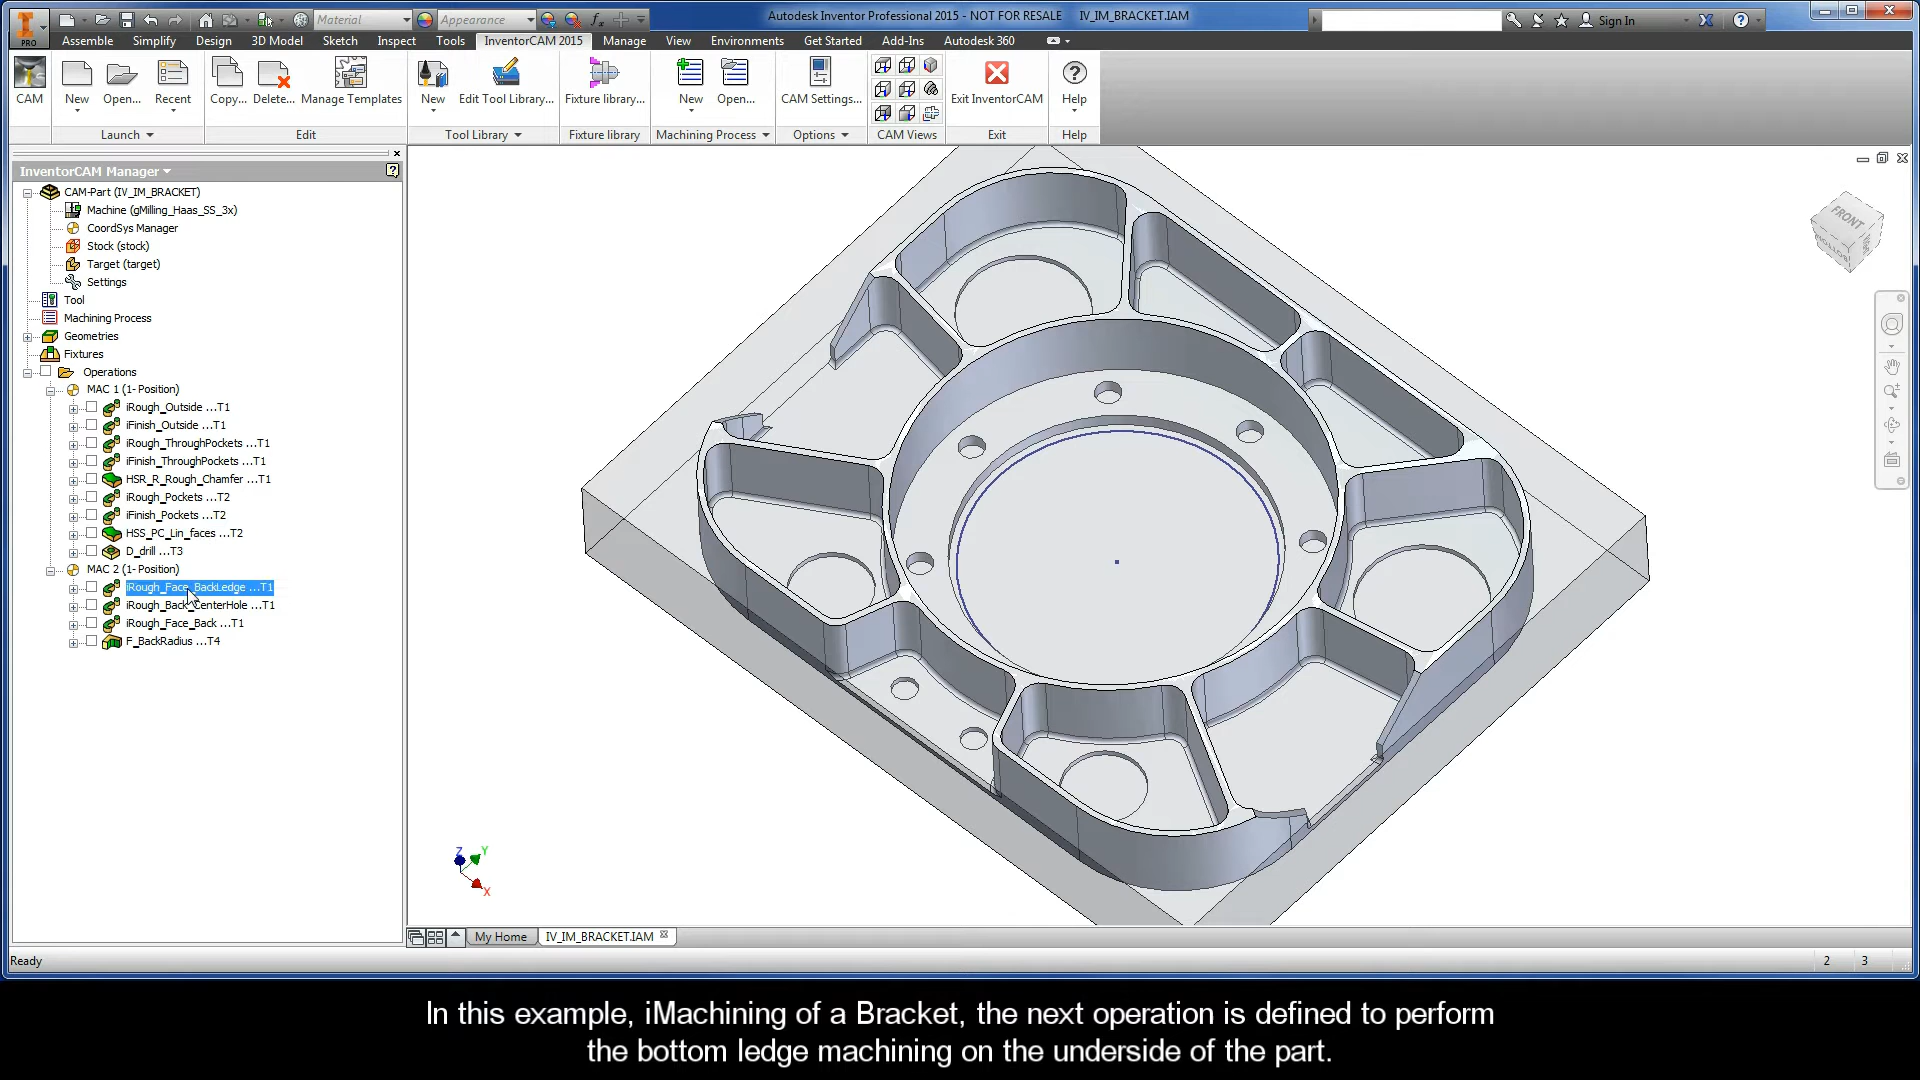 Material
Appearance
Autodesk Inventor Professional 2015 - NOT FOR RESALE IV_IM_BRACKET.IAM
Sign In
PRO
Assemble Simplify Design 3D Model Sketch Inspect Tools InventorCAM 2015 Manage View Environments Get Started Add-Ins Autodesk 360
CAM New Open... Recent Copy... Delete... Manage Templates New Edit Tool Library... Fixture library... New Open... CAM Settings... Exit InventorCAM Help
Launch Edit Tool Library Fixture library Machining Process Options CAM Views Exit Help
InventorCAM Manager
CAM-Part (IV_IM_BRACKET)
Machine (gMilling_Haas_SS_3x)
CoordSys Manager
Stock (stock)
Target (target)
Settings
Tool
Machining Process
Geometries
Fixtures
Operations
MAC 1 (1- Position)
iRough_Outside ...T1
iFinish_Outside ...T1
iRough_ThroughPockets ...T1
iFinish_ThroughPockets ...T1
HSR_R_Rough_Chamfer ...T1
iRough_Pockets ...T2
iFinish_Pockets ...T2
HSS_PC_Lin_faces ...T2
D_drill ...T3
MAC 2 (1- Position)
iRough_Face_BackLedge ...T1
iRough_Back_CenterHole ...T1
iRough_Face_Back ...T1
F_BackRadius ...T4
FRONT
BOTTOM
Z
Y
X
My Home IV_IM_BRACKET.IAM
Ready
2 3
In this example, iMachining of a Bracket, the next operation is defined to perform
the bottom ledge machining on the underside of the part.